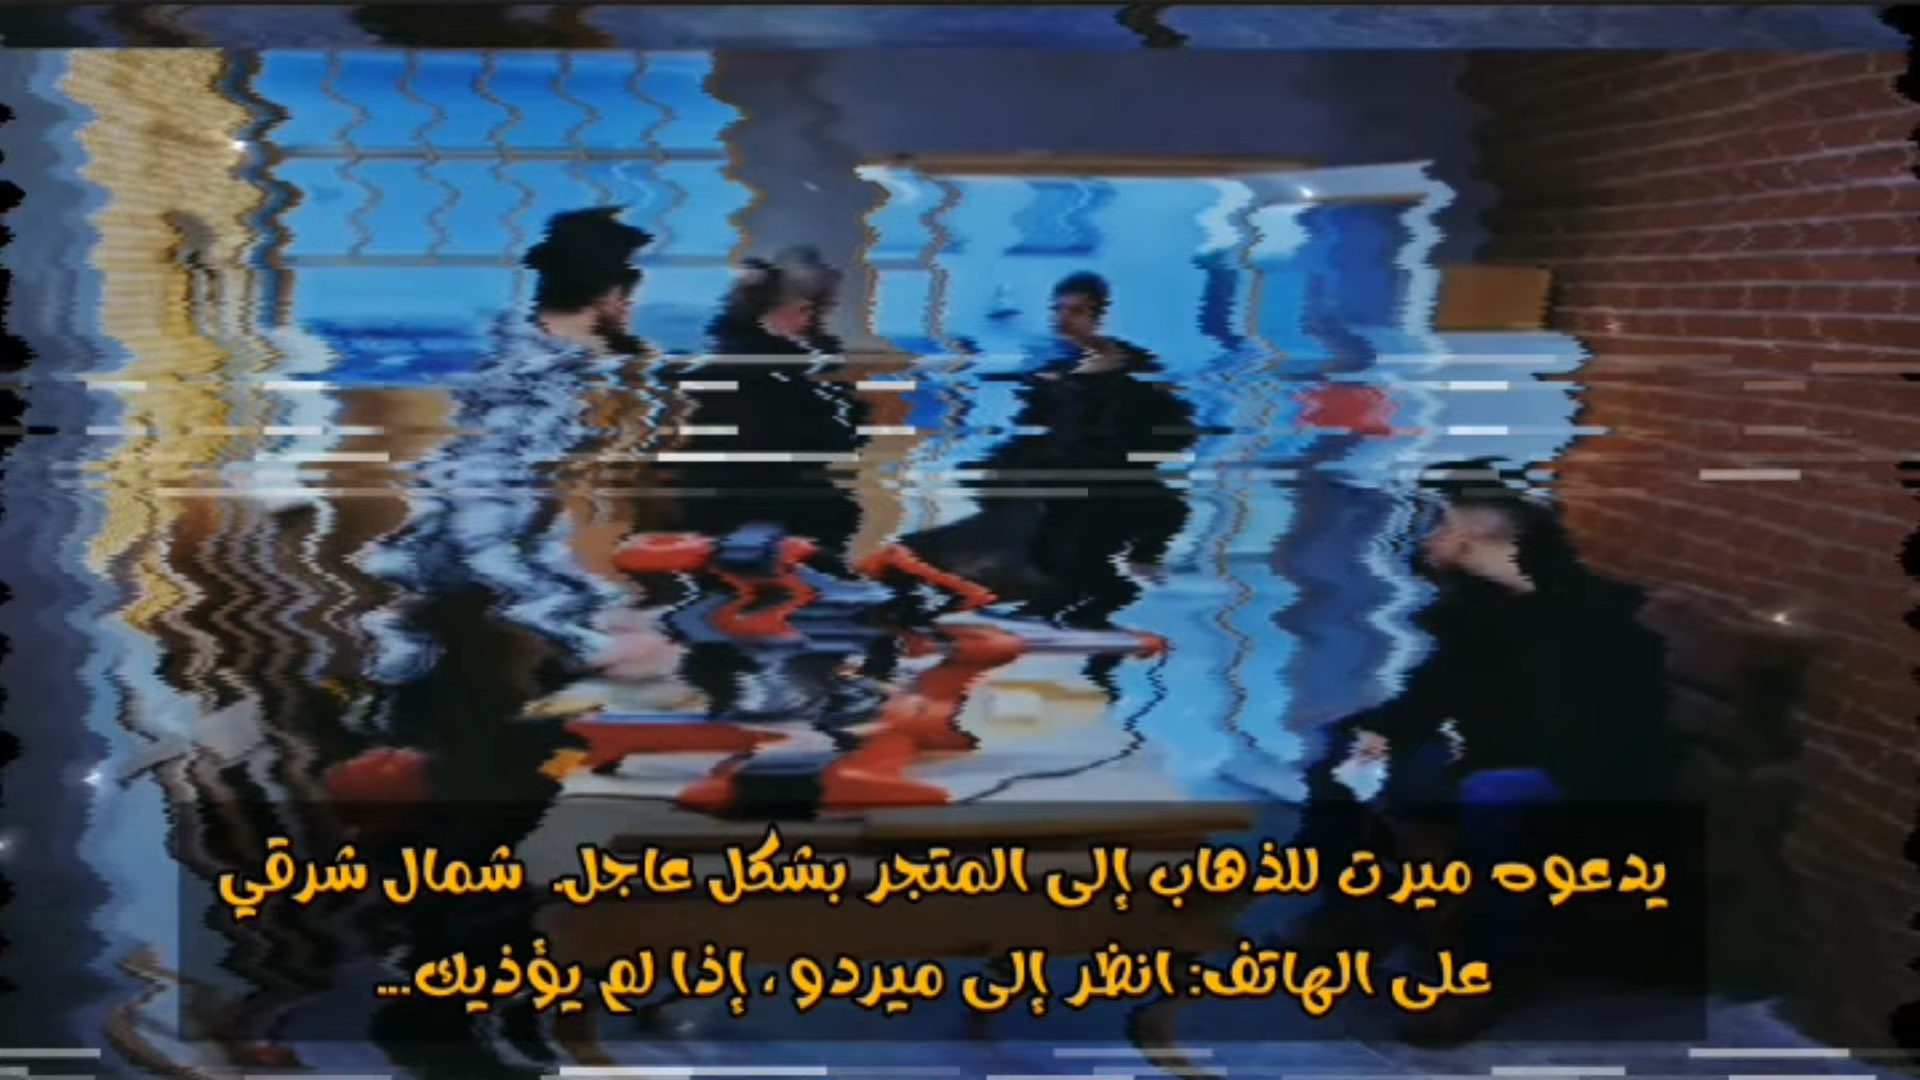 يدعوه ميرت للذهاب إلى المتجر بشكل عاجل. شمال شرقي
على الهاتف: انظر إلى ميردو ، إذا لم يؤذيك...